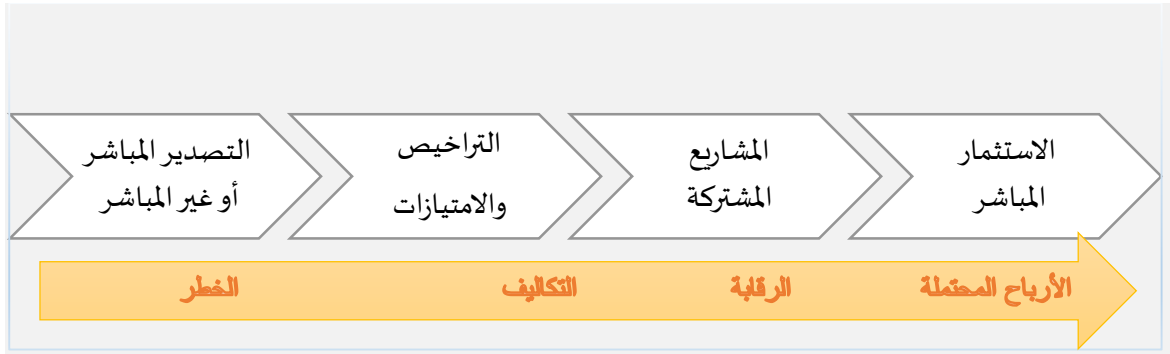 التصدير المباشر
أو غير المباشر
التراخيص
والامتيازات
المشاريع
المشتركة
الاستثمار
المباشر
الخطر
التكاليف
الرقابة
الأرباح المحتملة